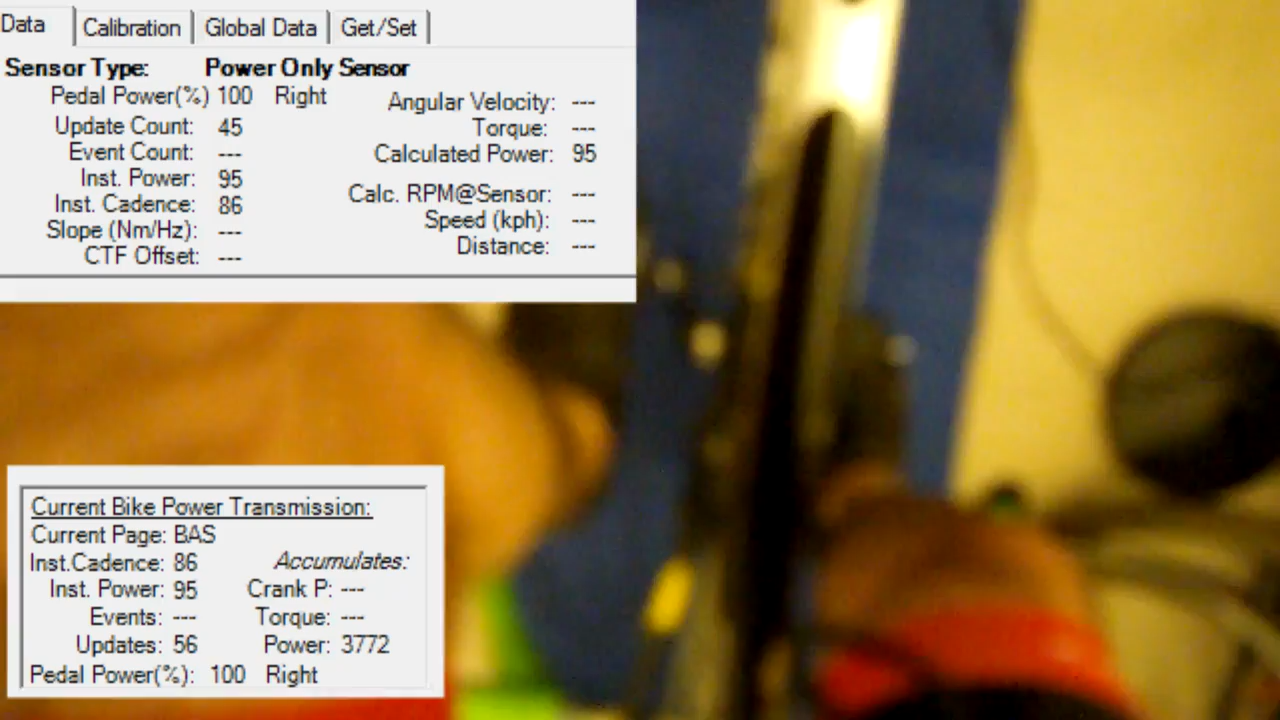 Data Calibration Global Data Get/Set
Sensor Type: Power Only Sensor
Pedal Power(%) 100 Right
Update Count: 45
Event Count: ---
Inst. Power: 95
Inst. Cadence: 86
Slope (Nm/Hz): ---
CTF Offset: ---
Angular Velocity: ---
Torque: ---
Calculated Power: 95
Calc. RPM@Sensor: ---
Speed (kph): ---
Distance: ---
Current Bike Power Transmission:
Current Page: BAS
Inst.Cadence: 86 Accumulates:
Inst. Power: 95 Crank P: ---
Events: --- Torque: ---
Updates: 56 Power: 3772
Pedal Power(%): 100 Right